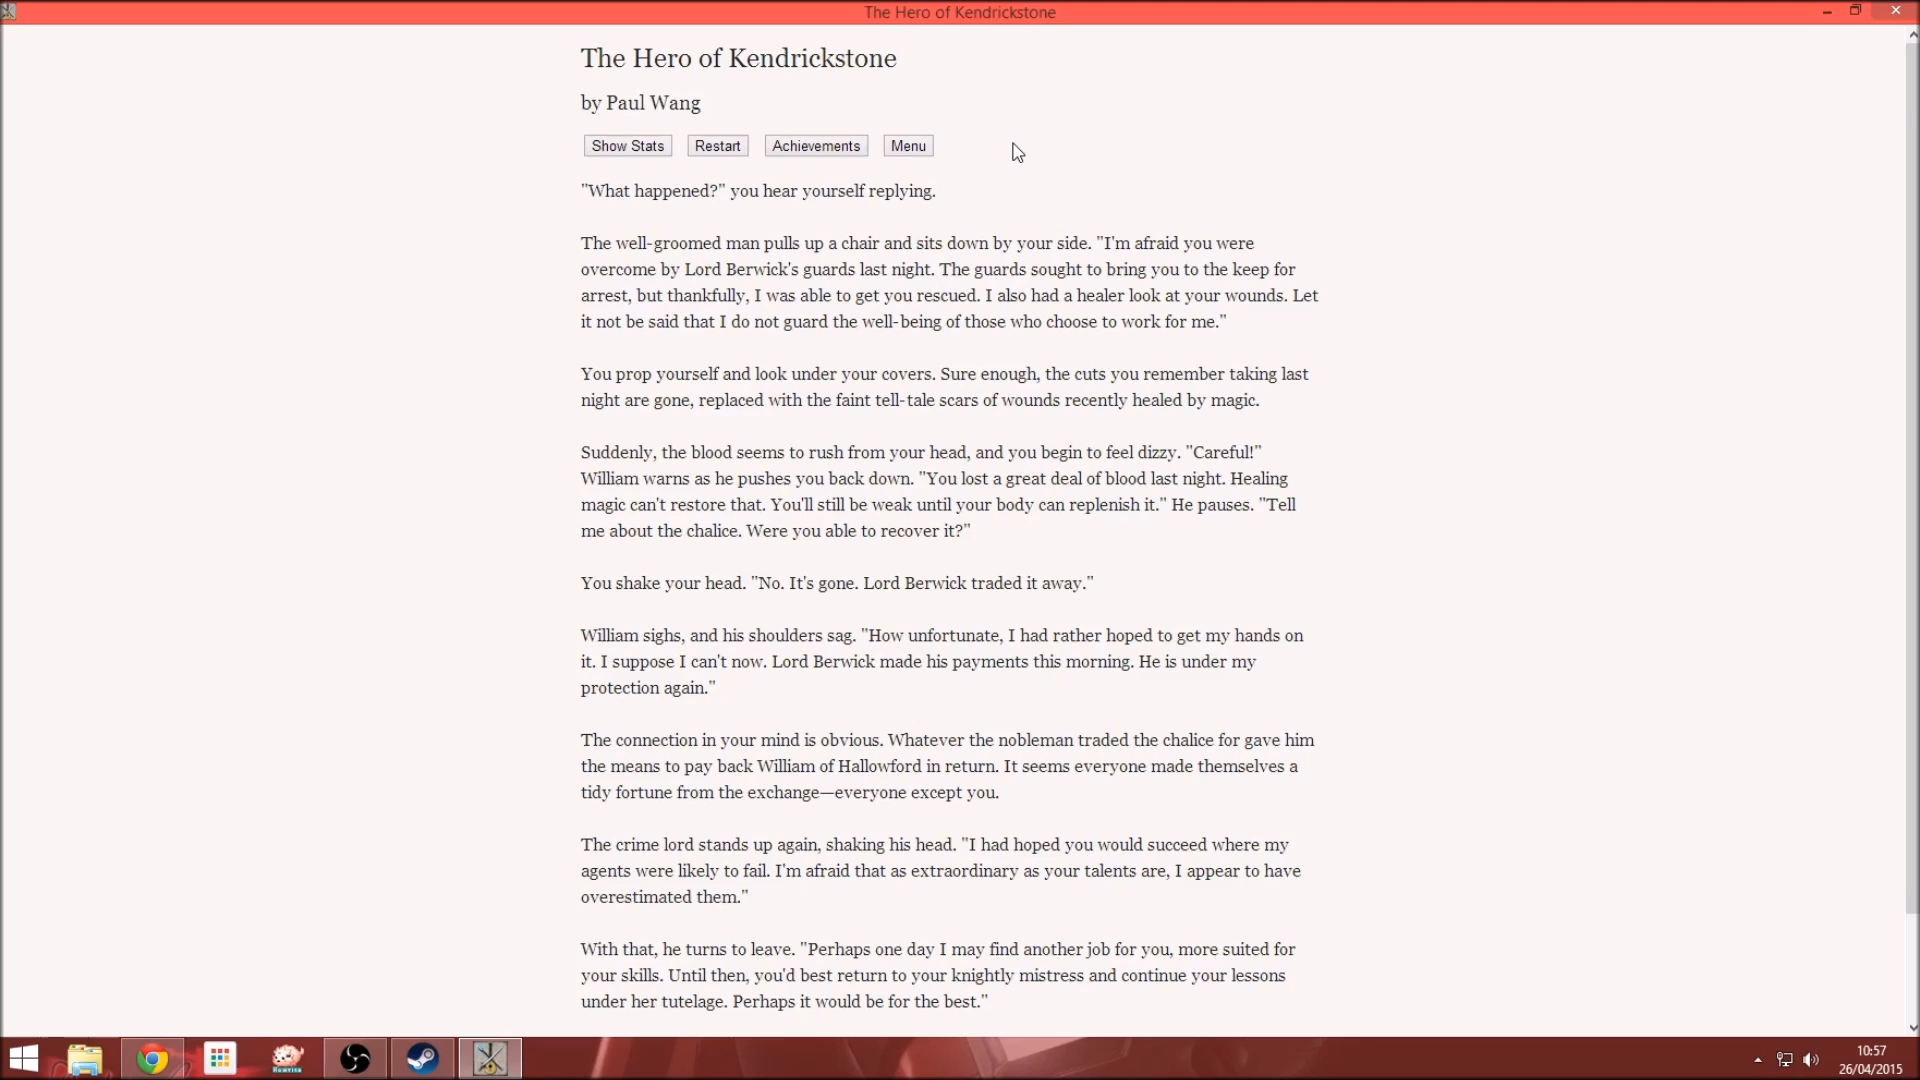 The Hero of Kendrickstone
The Hero of Kendrickstone
by Paul Wang
Show Stats Restart Achievements Menu
"What happened?" you hear yourself replying.
The well-groomed man pulls up a chair and sits down by your side. "I'm afraid you were
overcome by Lord Berwick's guards last night. The guards sought to bring you to the keep for
arrest, but thankfully, I was able to get you rescued. I also had a healer look at your wounds. Let
it not be said that I do not guard the well-being of those who choose to work for me."
You prop yourself and look under your covers. Sure enough, the cuts you remember taking last
night are gone, replaced with the faint tell-tale scars of wounds recently healed by magic.
Suddenly, the blood seems to rush from your head, and you begin to feel dizzy. "Careful!"
William warns as he pushes you back down. "You lost a great deal of blood last night. Healing
magic can't restore that. You'll still be weak until your body can replenish it." He pauses. "Tell
me about the chalice. Were you able to recover it?"
You shake your head. "No. It's gone. Lord Berwick traded it away."
William sighs, and his shoulders sag. "How unfortunate, I had rather hoped to get my hands on
it. I suppose I can't now. Lord Berwick made his payments this morning. He is under my
protection again."
The connection in your mind is obvious. Whatever the nobleman traded the chalice for gave him
the means to pay back William of Hallowford in return. It seems everyone made themselves a
tidy fortune from the exchange—everyone except you.
The crime lord stands up again, shaking his head. "I had hoped you would succeed where my
agents were likely to fail. I'm afraid that as extraordinary as your talents are, I appear to have
overestimated them."
With that, he turns to leave. "Perhaps one day I may find another job for you, more suited for
your skills. Until then, you'd best return to your knightly mistress and continue your lessons
under her tutelage. Perhaps it would be for the best."
10:57
26/04/2015